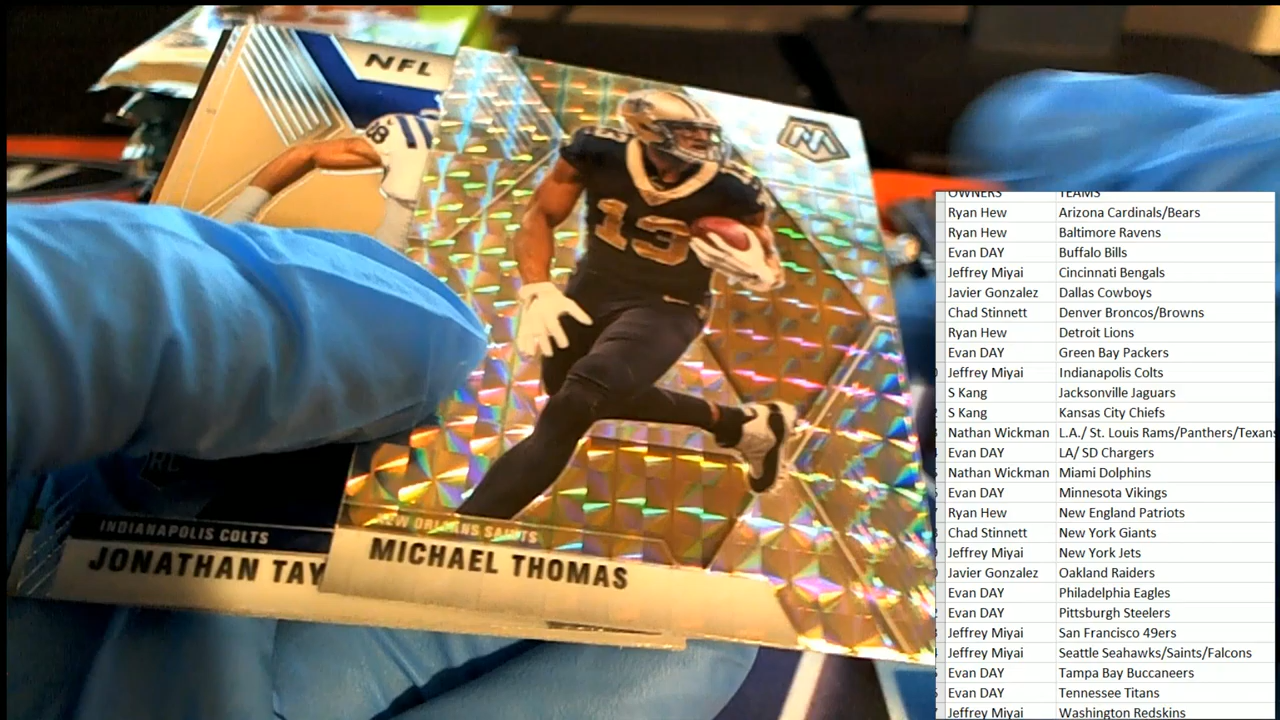 NFL
88
M
13
13
NEW ORLEANS SAINTS
MICHAEL THOMAS
INDIANAPOLIS COLTS
JONATHAN TAY
OWNERS TEAMS
Ryan Hew Arizona Cardinals/Bears
Ryan Hew Baltimore Ravens
Evan DAY Buffalo Bills
Jeffrey Miyai Cincinnati Bengals
Javier Gonzalez Dallas Cowboys
Chad Stinnett Denver Broncos/Browns
Ryan Hew Detroit Lions
Evan DAY Green Bay Packers
Jeffrey Miyai Indianapolis Colts
S Kang Jacksonville Jaguars
S Kang Kansas City Chiefs
Nathan Wickman L.A./ St. Louis Rams/Panthers/Texans
Evan DAY LA/ SD Chargers
Nathan Wickman Miami Dolphins
Evan DAY Minnesota Vikings
Ryan Hew New England Patriots
Chad Stinnett New York Giants
Jeffrey Miyai New York Jets
Javier Gonzalez Oakland Raiders
Evan DAY Philadelphia Eagles
Evan DAY Pittsburgh Steelers
Jeffrey Miyai San Francisco 49ers
Jeffrey Miyai Seattle Seahawks/Saints/Falcons
Evan DAY Tampa Bay Buccaneers
Evan DAY Tennessee Titans
Jeffrey Miyai Washington Redskins